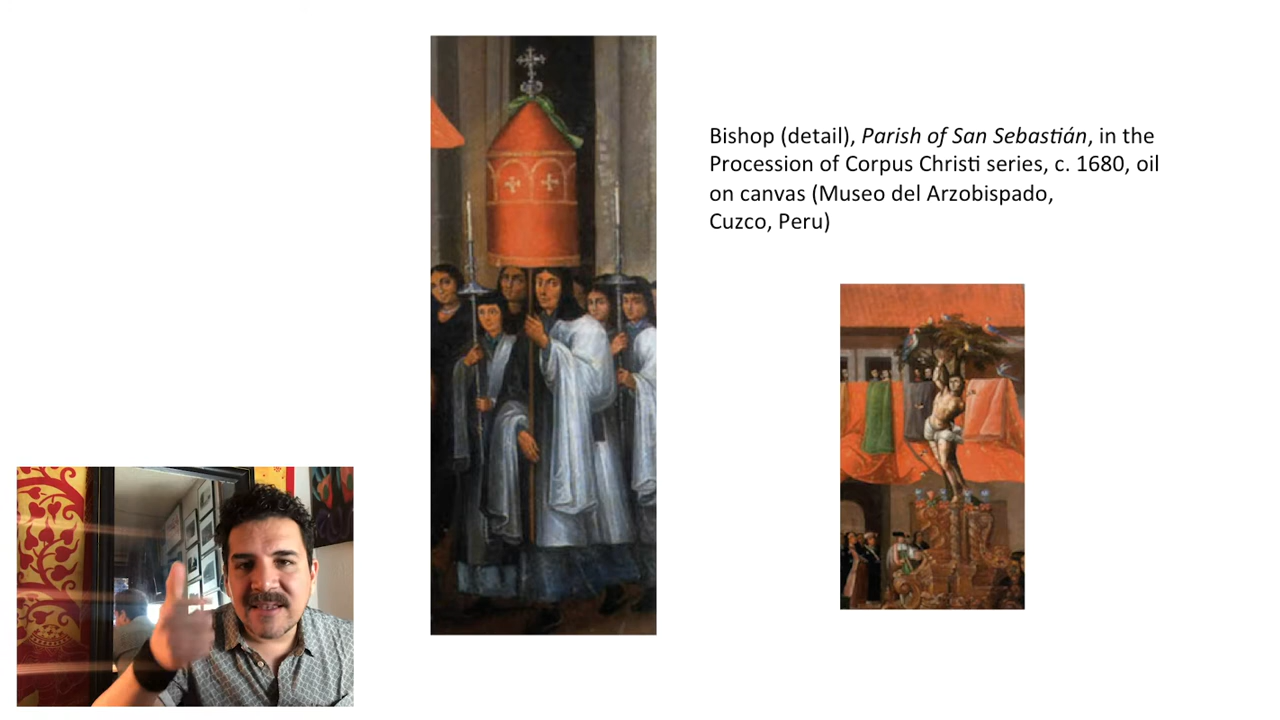 Bishop (detail), Parish of San Sebastián, in the
Procession of Corpus Christi series, c. 1680, oil
on canvas (Museo del Arzobispado,
Cuzco, Peru)